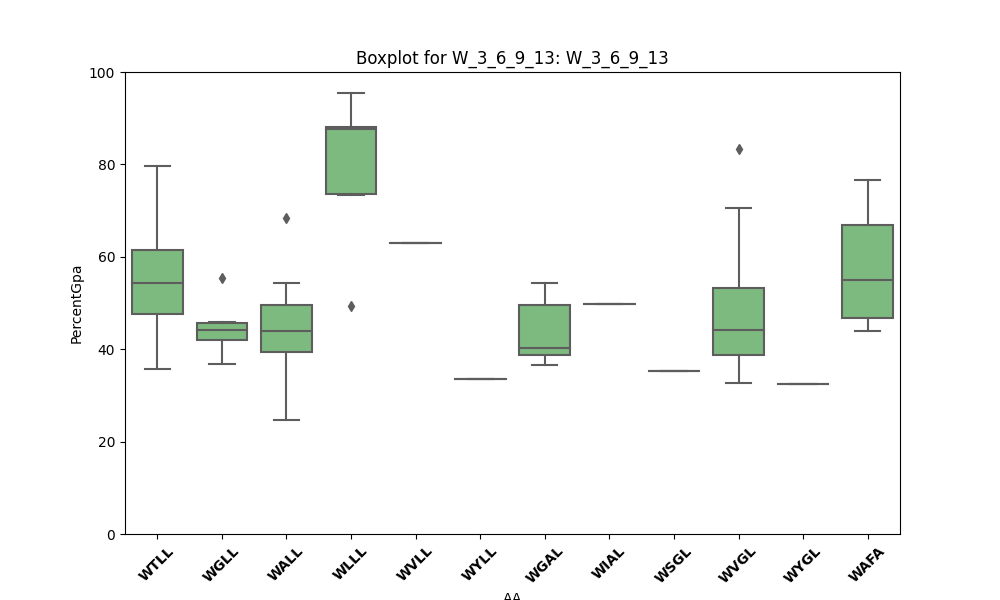 Boxplot for W_3_6_9_13: W_3_6_9_13
100
80
60
40
20
0
PercentGpa
WTLL
WGLL
WALL
WLLL
WVLL
WYLL
WGAL
WIAL
WSGL
WVGL
WYGL
WAFA
AA